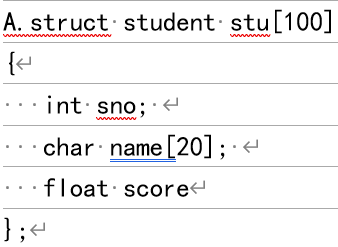 A.struct student stu[100]
{
int sno;
char name[20];
float score
};